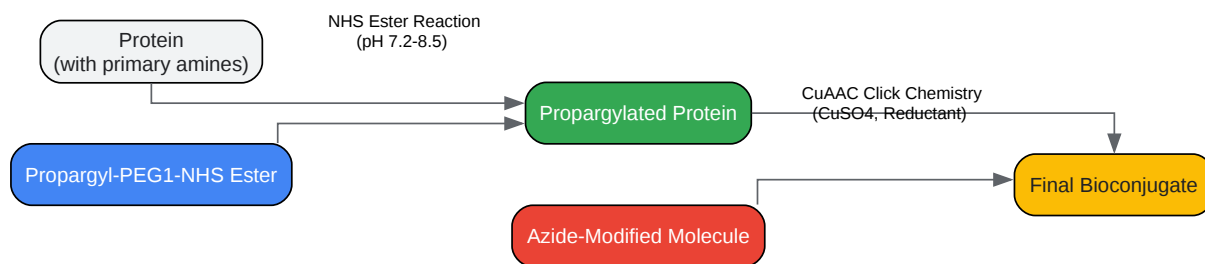 NHS Ester Reaction
(pH 7.2-8.5)
Protein
(with primary amines)
Propargyl-PEG1-NHS Ester
Propargylated Protein
CuAAC Click Chemistry
(CuSO4, Reductant)
Azide-Modified Molecule
Final Bioconjugate